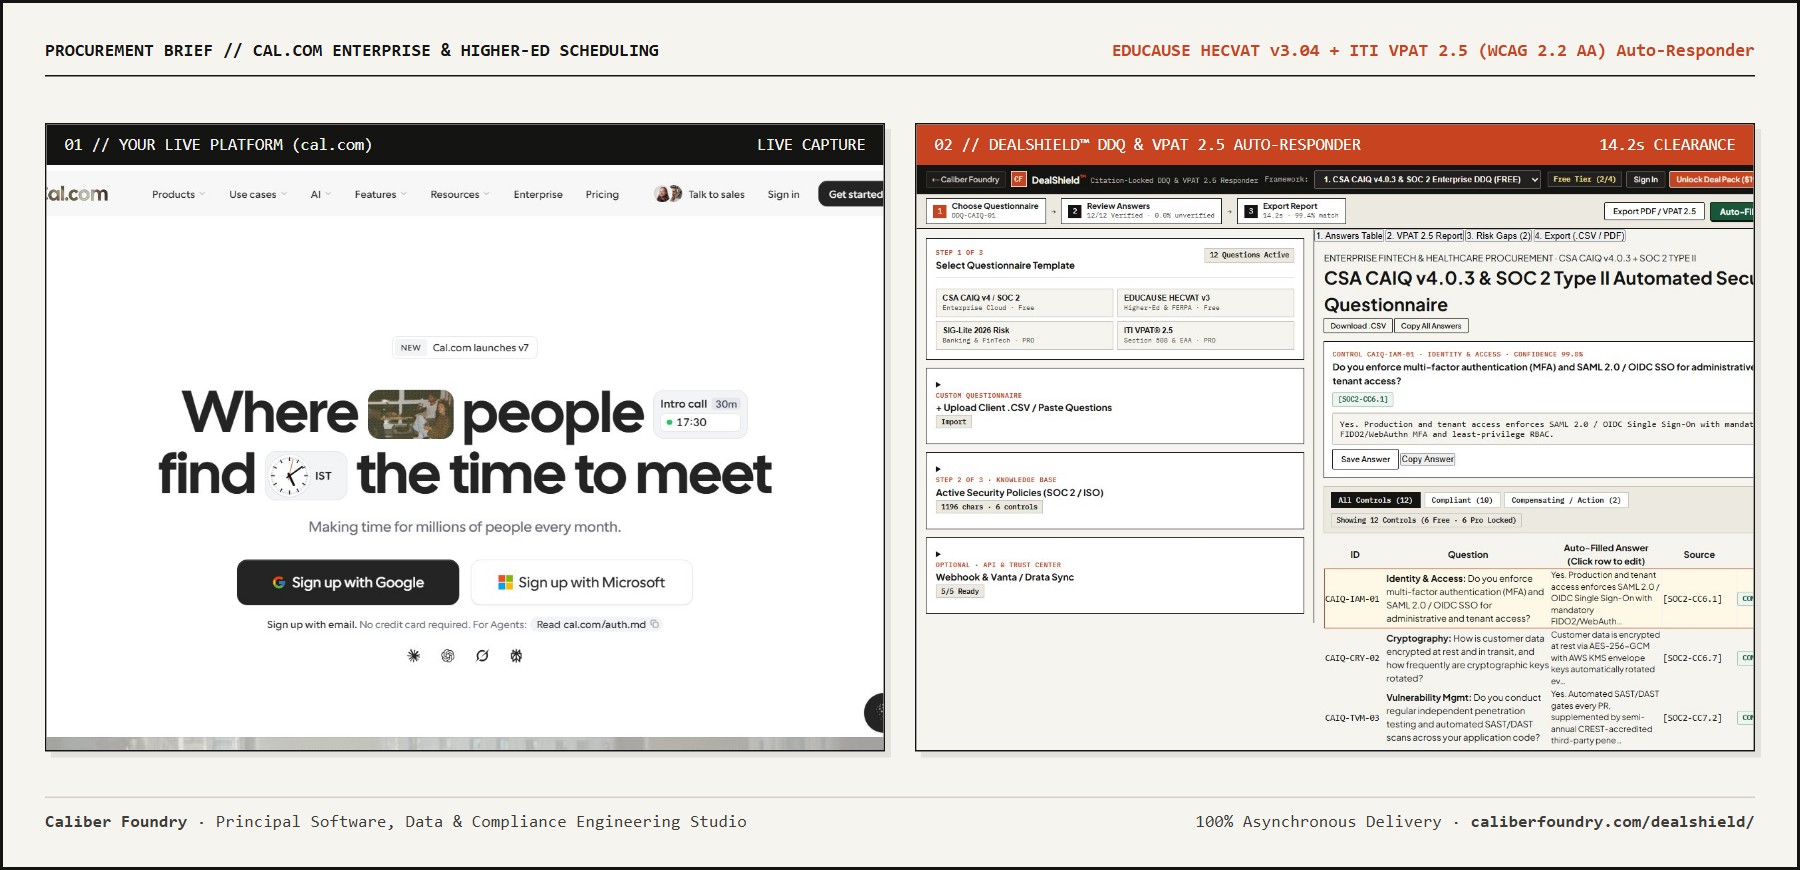 PROCUREMENT BRIEF // CAL.COM ENTERPRISE & HIGHER-ED SCHEDULING
EDUCAUSE HECVAT v3.04 + ITI VPAT 2.5 (WCAG 2.2 AA) Auto-Responder
01 // YOUR LIVE PLATFORM (cal.com)
LIVE CAPTURE
Cal.com
Products
Use cases
AI
Features
Resources
Enterprise
Pricing
Talk to sales
Sign in
Get started
NEW Cal.com launches v7
Where people
Intro call 30m
17:30
find
IST
the time to meet
Making time for millions of people every month.
Sign up with Google
Sign up with Microsoft
Sign up with email. No credit card required. For Agents: Read cal.com/auth.md
02 // DEALSHIELD™ DDQ & VPAT 2.5 AUTO-RESPONDER
14.2s CLEARANCE
←Caliber Foundry
CF
DealShield™
Citation-Locked DDQ & VPAT 2.5 Responder
Framework:
1. CSA CAIQ v4.0.3 & SOC 2 Enterprise DDQ (FREE)
Free Tier (2/4)
Sign In
Unlock Deal Pack
1
Choose Questionnaire
DDQ-CAIQ-01
→
2
Review Answers
12/12 Verified · 0.0% unverified
→
3
Export Report
14.2s · 99.4% match
Export PDF / VPAT 2.5
STEP 1 OF 3
Select Questionnaire Template
12 Questions Active
CSA CAIQ v4 / SOC 2
Enterprise Cloud · Free
EDUCAUSE HECVAT v3
Higher-Ed & FERPA · Free
SIG-Lite 2026 Risk
Banking & FinTech · PRO
ITI VPAT® 2.5
Section 508 & EAA · PRO
CUSTOM QUESTIONNAIRE
+ Upload Client .CSV / Paste Questions
Import
STEP 2 OF 3 · KNOWLEDGE BASE
Active Security Policies (SOC 2 / ISO)
1196 chars · 6 controls
OPTIONAL · API & TRUST CENTER
Webhook & Vanta / Drata Sync
5/5 Ready
1. Answers Table
2. VPAT 2.5 Report
3. Risk Gaps (2)
4. Export (.CSV / PDF)
ENTERPRISE FINTECH & HEALTHCARE PROCUREMENT · CSA CAIQ v4.0.3 + SOC 2 TYPE II
CSA CAIQ v4.0.3 & SOC 2 Type II Automated Secu
Questionnaire
Download .CSV
Copy All Answers
CONTROL CAIQ-IAM-01 · IDENTITY & ACCESS · CONFIDENCE 99.8%
Do you enforce multi-factor authentication (MFA) and SAML 2.0 / OIDC SSO for administrative
tenant access?
[SOC2-CC6.1]
Yes. Production and tenant access enforces SAML 2.0 / OIDC Single Sign-On with mandat
FIDO2/WebAuthn MFA and least-privilege RBAC.
Save Answer
Copy Answer
All Controls (12)
Compliant (10)
Compensating / Action (2)
Showing 12 Controls (6 Free · 6 Pro Locked)
ID
Question
Auto-Filled Answer
(Click row to edit)
Source
CAIQ-IAM-01
Identity & Access: Do you enforce
multi-factor authentication (MFA) and
SAML 2.0 / OIDC SSO for
administrative and tenant access?
Yes. Production and tenant
access enforces SAML 2.0 /
OIDC Single Sign-On with
mandatory
FIDO2/WebAuth...
[SOC2-CC6.1]
CAIQ-CRY-02
Cryptography: How is customer data
encrypted at rest and in transit, and
how frequently are cryptographic keys
rotated?
Customer data is encrypted
at rest via AES-256-GCM
with AWS KMS envelope
keys automatically rotated
ev...
[SOC2-CC6.7]
CAIQ-TVM-03
Vulnerability Mgmt: Do you conduct
regular independent penetration
testing and automated SAST/DAST
scans across your application code?
Yes. Automated SAST/DAST
gates every PR,
supplemented by semi-
annual CREST-accredited
third-party pene...
[SOC2-CC7.2]
Caliber Foundry · Principal Software, Data & Compliance Engineering Studio
100% Asynchronous Delivery · caliberfoundry.com/dealshield/